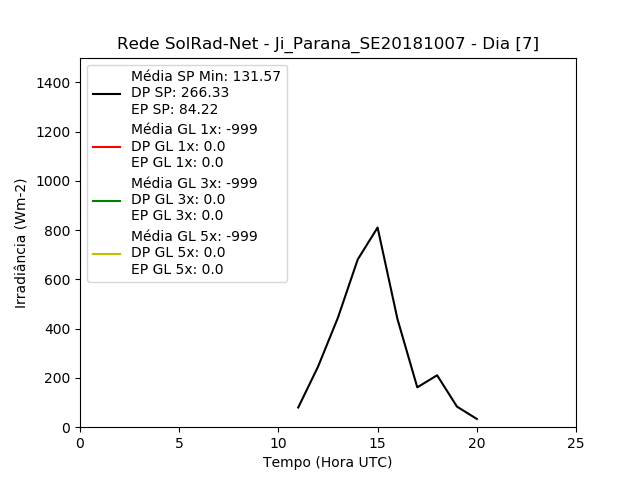 Rede SolRad-Net - Ji_Parana_SE20181007 - Dia [7]
Média SP Min: 131.57
DP SP: 266.33
EP SP: 84.22
Média GL 1x: -999
DP GL 1x: 0.0
EP GL 1x: 0.0
Média GL 3x: -999
DP GL 3x: 0.0
EP GL 3x: 0.0
Média GL 5x: -999
DP GL 5x: 0.0
EP GL 5x: 0.0
Irradiância (Wm-2)
1400
1200
1000
800
600
400
200
0
0 5 10 15 20 25
Tempo (Hora UTC)